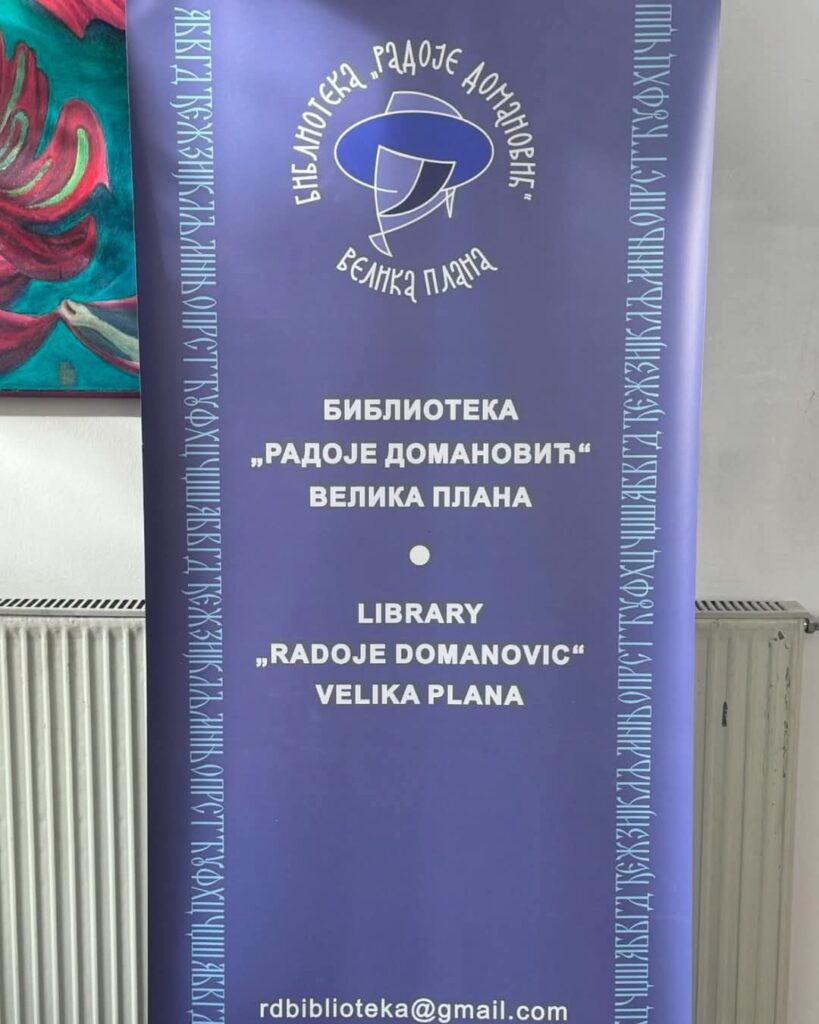 БИБЛИОТЕКА „РАДОЈЕ ДОМАНОВИЋ“
ВЕЛИКА ПЛАНА
БИБЛИОТЕКА
„РАДОЈЕ ДОМАНОВИЋ“
ВЕЛИКА ПЛАНА
LIBRARY
„RADOJE DOMANOVIC“
VELIKA PLANA
rdbiblioteka@gmail.com